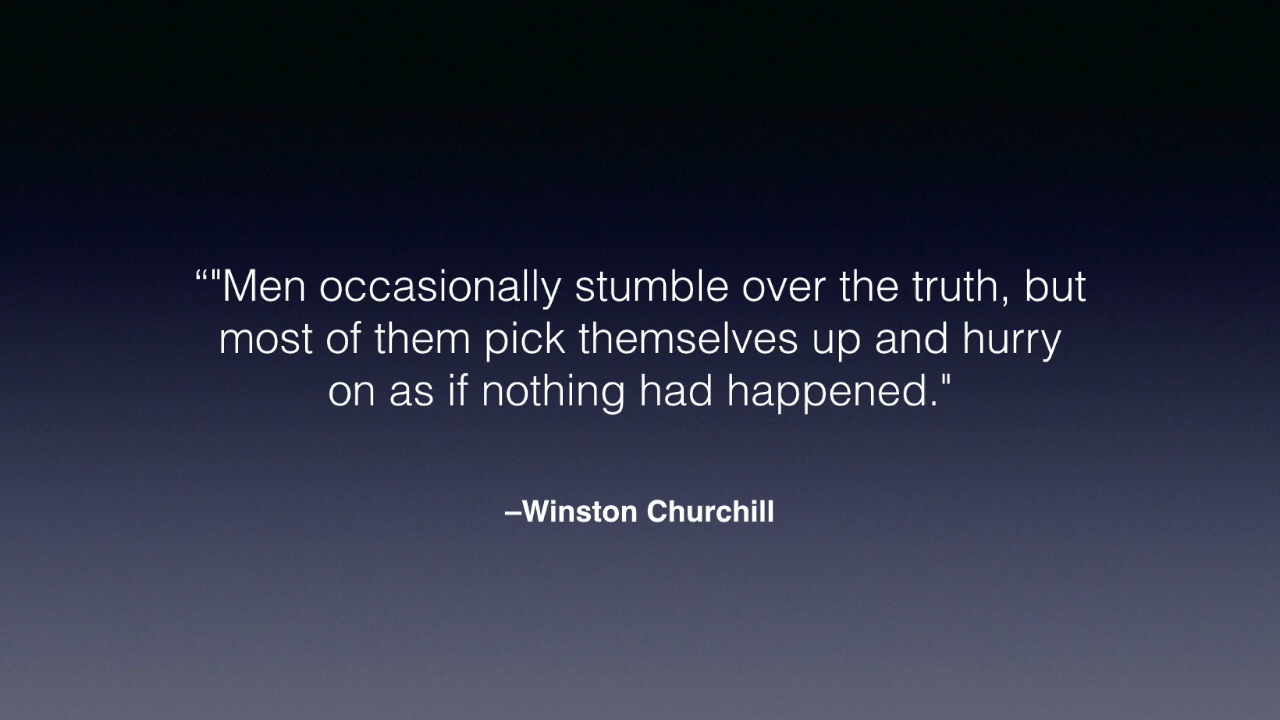 “"Men occasionally stumble over the truth, but
most of them pick themselves up and hurry
on as if nothing had happened."
–Winston Churchill